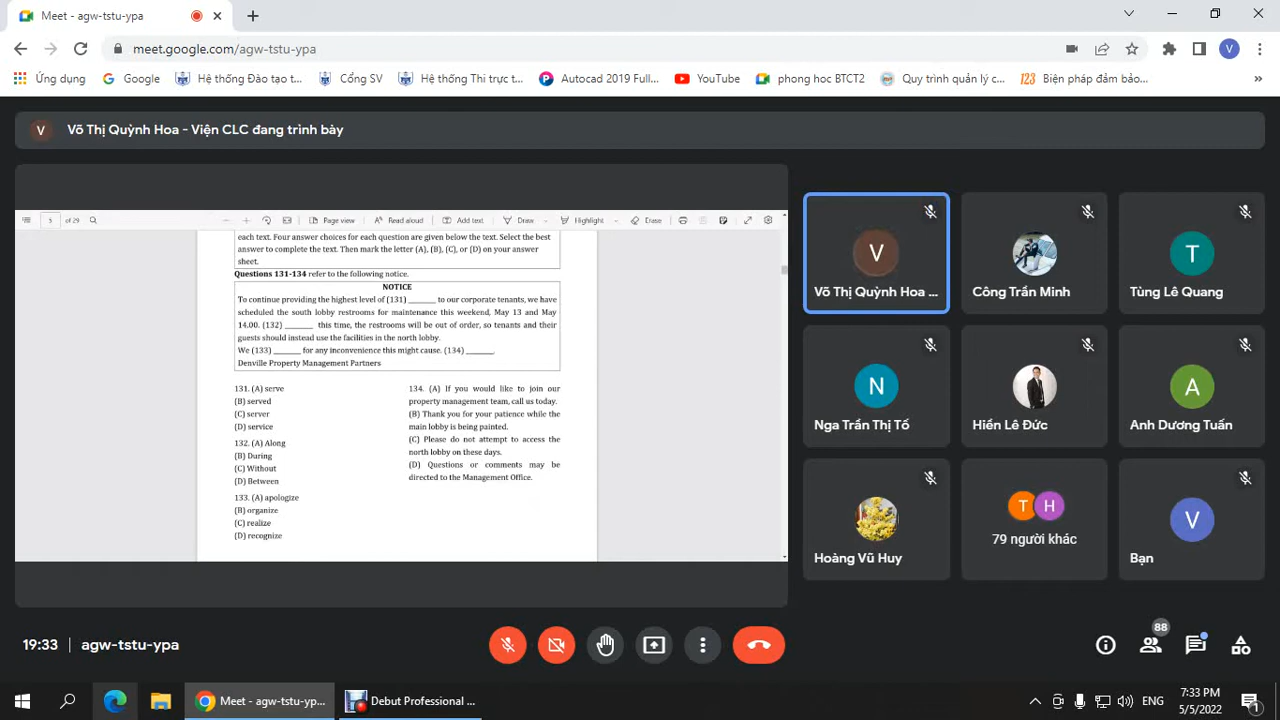 Meet - agw-tstu-ypa
meet.google.com/agw-tstu-ypa
V
Ứng dụng
Google
Hệ thống Đào tạo t...
Cổng SV
Hệ thống Thi trực t...
Autocad 2019 Full...
YouTube
phong hoc BTCT2
Quy trình quản lý c...
123 Biện pháp đảm bảo...
»
V Võ Thị Quỳnh Hoa - Viện CLC đang trình bày
5 of 29
Page view
Read aloud
Add text
Draw
Highlight
Erase
each text. Four answer choices for each question are given below the text. Select the best
answer to complete the text. Then mark the letter (A), (B), (C), or (D) on your answer
sheet.
Questions 131-134 refer to the following notice.
NOTICE
To continue providing the highest level of (131) _______ to our corporate tenants, we have
scheduled the south lobby restrooms for maintenance this weekend, May 13 and May
14.00. (132) _______ this time, the restrooms will be out of order, so tenants and their
guests should instead use the facilities in the north lobby.
We (133) _______ for any inconvenience this might cause. (134) _______.
Denville Property Management Partners
131. (A) serve
(B) served
(C) server
(D) service
132. (A) Along
(B) During
(C) Without
(D) Between
133. (A) apologize
(B) organize
(C) realize
(D) recognize
134. (A) If you would like to join our
property management team, call us today.
(B) Thank you for your patience while the
main lobby is being painted.
(C) Please do not attempt to access the
north lobby on these days.
(D) Questions or comments may be
directed to the Management Office.
V
Võ Thị Quỳnh Hoa ...
Công Trần Minh
T
Tùng Lê Quang
N
Nga Trần Thị Tố
Hiển Lê Đức
A
Anh Dương Tuấn
Hoàng Vũ Huy
T H
79 người khác
V
Bạn
19:33 | agw-tstu-ypa
88
Meet - agw-tstu-yp...
Debut Professional ...
ENG
7:33 PM
5/5/2022
1